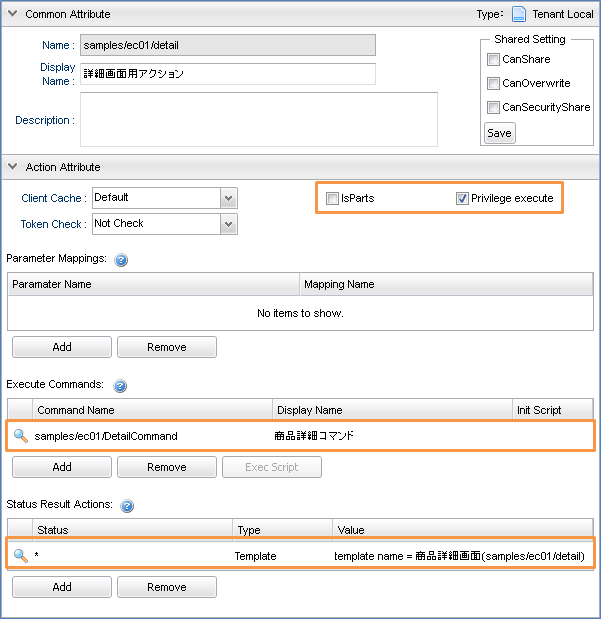 Common Attribute Type: Tenant Local
Name : samples/ec01/detail
Display Name : 詳細画面用アクション
Description :
Shared Setting
CanShare
CanOverwrite
CanSecurityShare
Save
Action Attribute
Client Cache : Default
IsParts Privilege execute
Token Check : Not Check
Parameter Mappings:
Paramater Name Mapping Name
No items to show.
Add Remove
Execute Commands:
Command Name Display Name Init Script
samples/ec01/DetailCommand 商品詳細コマンド
Add Remove Exec Script
Status Result Actions:
Status Type Value
* Template template name = 商品詳細画面(samples/ec01/detail)
Add Remove